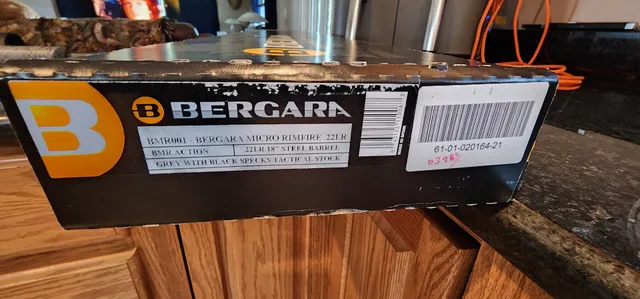 B
B BERGARA
BMR001 - BERGARA MICRO RIMFIRE .22LR
BMR ACTION .22LR 18" STEEL BARREL
GREY WITH BLACK SPECKS TACTICAL STOCK
61-01-020164-21